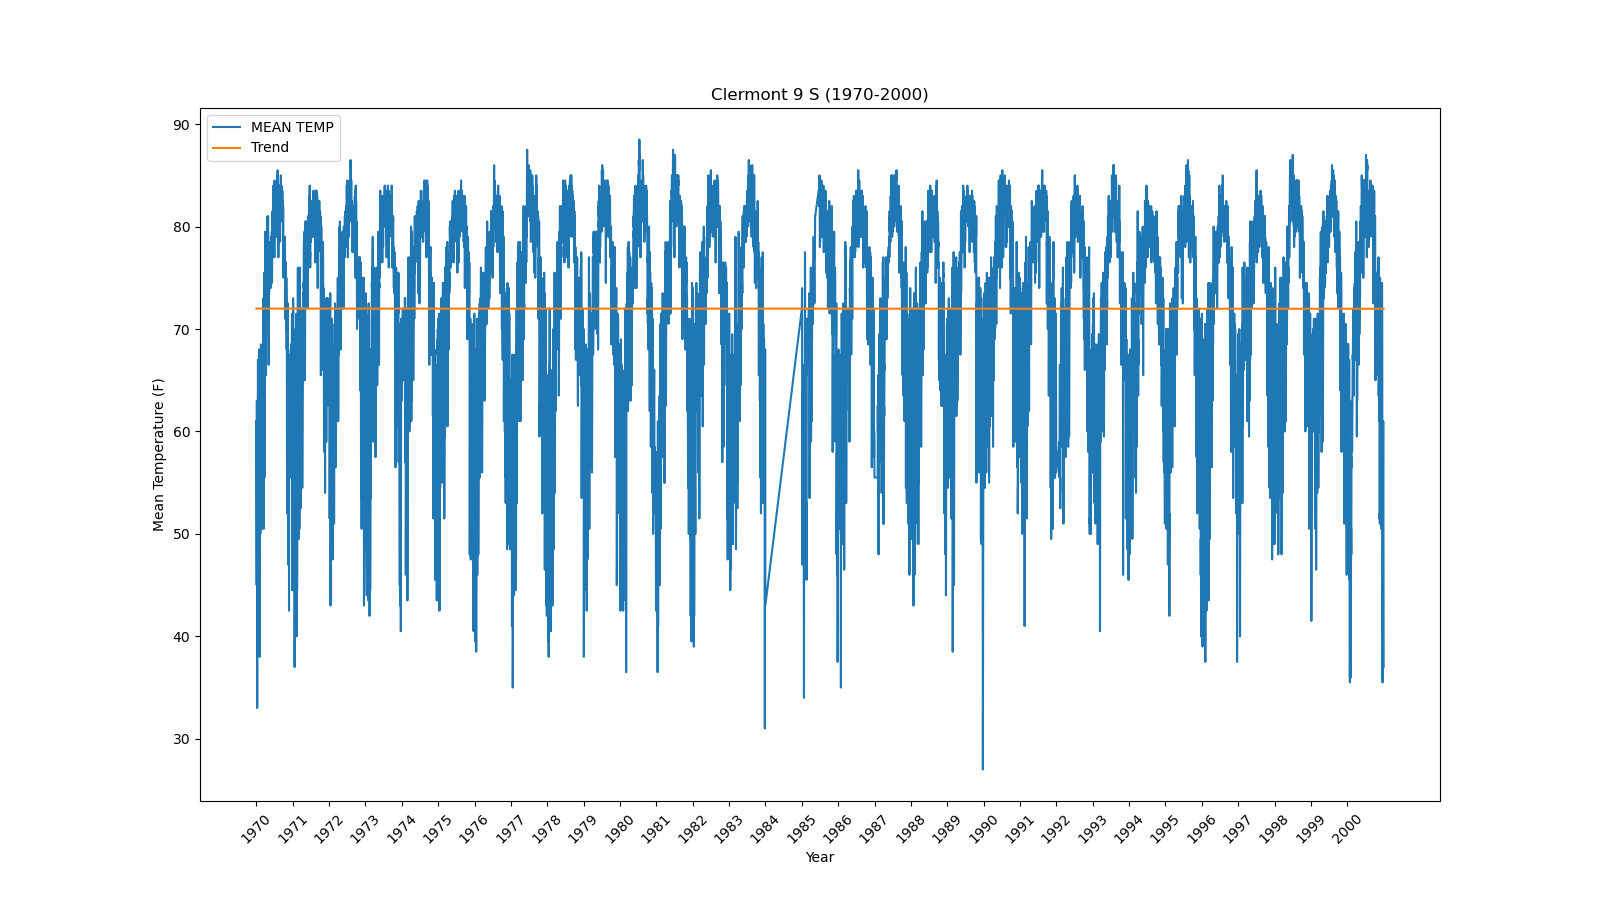 Clermont 9 S (1970-2000)
MEAN TEMP
Trend
90
80
70
60
50
40
30
Mean Temperature (F)
1970 1971 1972 1973 1974 1975 1976 1977 1978 1979 1980 1981 1982 1983 1984 1985 1986 1987 1988 1989 1990 1991 1992 1993 1994 1995 1996 1997 1998 1999 2000
Year